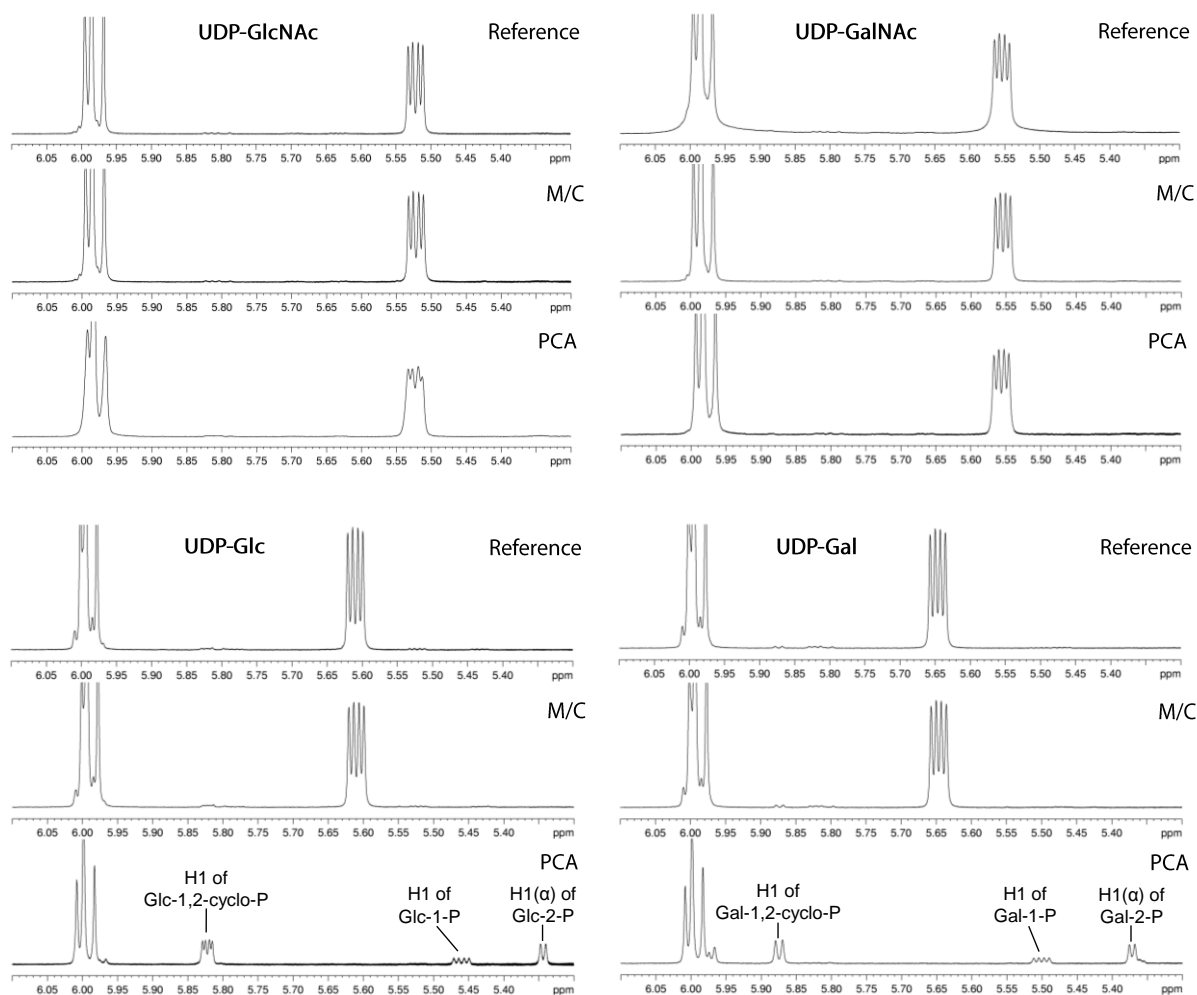 UDP-GlcNAc
Reference
6.05 6.00 5.95 5.90 5.85 5.80 5.75 5.70 5.65 5.60 5.55 5.50 5.45 5.40 ppm
M/C
6.05 6.00 5.95 5.90 5.85 5.80 5.75 5.70 5.65 5.60 5.55 5.50 5.45 5.40 ppm
PCA
6.05 6.00 5.95 5.90 5.85 5.80 5.75 5.70 5.65 5.60 5.55 5.50 5.45 5.40 ppm
UDP-GalNAc
Reference
6.05 6.00 5.95 5.90 5.85 5.80 5.75 5.70 5.65 5.60 5.55 5.50 5.45 5.40 ppm
M/C
6.05 6.00 5.95 5.90 5.85 5.80 5.75 5.70 5.65 5.60 5.55 5.50 5.45 5.40 ppm
PCA
6.05 6.00 5.95 5.90 5.85 5.80 5.75 5.70 5.65 5.60 5.55 5.50 5.45 5.40 ppm
UDP-Glc
Reference
6.05 6.00 5.95 5.90 5.85 5.80 5.75 5.70 5.65 5.60 5.55 5.50 5.45 5.40 ppm
M/C
6.05 6.00 5.95 5.90 5.85 5.80 5.75 5.70 5.65 5.60 5.55 5.50 5.45 5.40 ppm
PCA
H1 of
Glc-1,2-cyclo-P
H1 of
Glc-1-P
H1(α) of
Glc-2-P
6.05 6.00 5.95 5.90 5.85 5.80 5.75 5.70 5.65 5.60 5.55 5.50 5.45 5.40 ppm
UDP-Gal
Reference
6.05 6.00 5.95 5.90 5.85 5.80 5.75 5.70 5.65 5.60 5.55 5.50 5.45 5.40 ppm
M/C
6.05 6.00 5.95 5.90 5.85 5.80 5.75 5.70 5.65 5.60 5.55 5.50 5.45 5.40 ppm
PCA
H1 of
Gal-1,2-cyclo-P
H1 of
Gal-1-P
H1(α) of
Gal-2-P
6.05 6.00 5.95 5.90 5.85 5.80 5.75 5.70 5.65 5.60 5.55 5.50 5.45 5.40 ppm